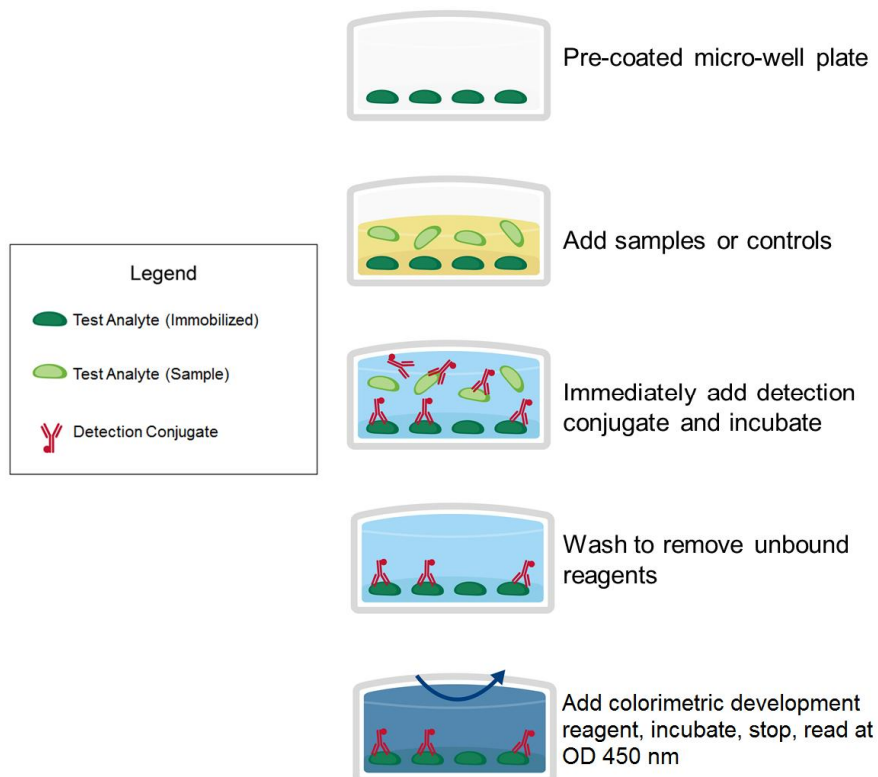 Pre-coated micro-well plate
Add samples or controls
Legend
Test Analyte (Immobilized)
Test Analyte (Sample)
Detection Conjugate
Immediately add detection
conjugate and incubate
Wash to remove unbound
reagents
Add colorimetric development
reagent, incubate, stop, read at
OD 450 nm